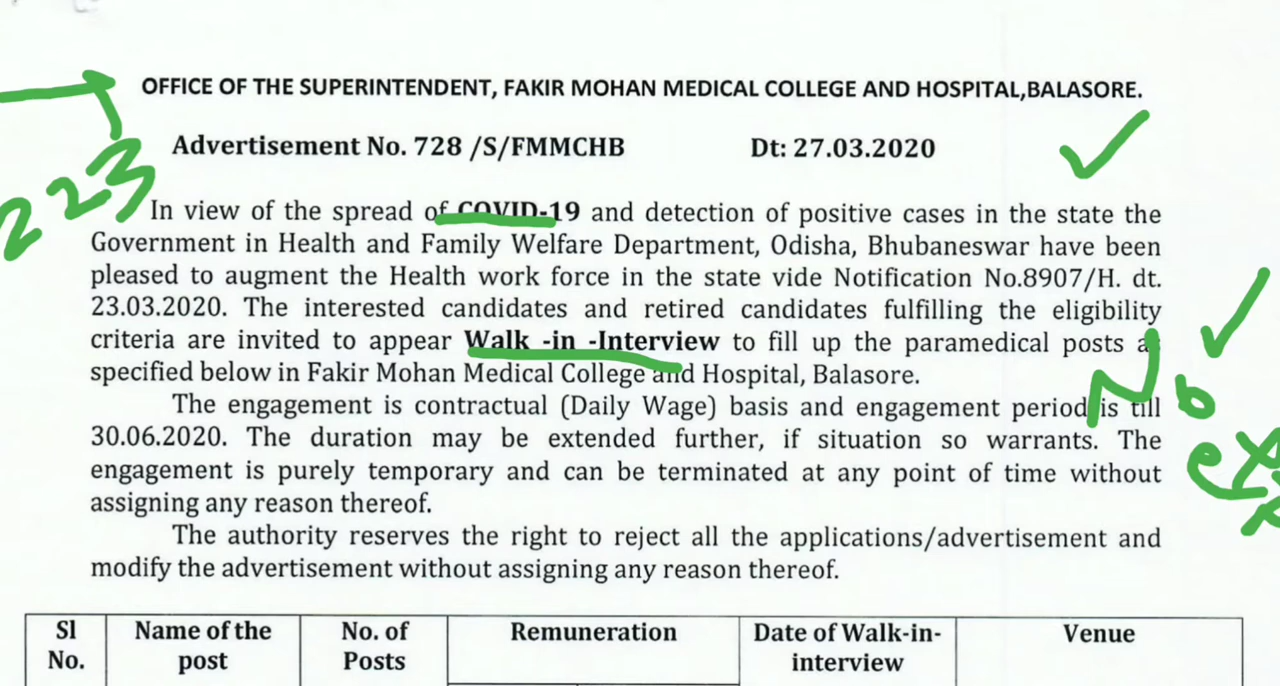 OFFICE OF THE SUPERINTENDENT, FAKIR MOHAN MEDICAL COLLEGE AND HOSPITAL,BALASORE.
Advertisement No. 728 /S/FMMCHB Dt: 27.03.2020
223
In view of the spread of COVID-19 and detection of positive cases in the state the
Government in Health and Family Welfare Department, Odisha, Bhubaneswar have been
pleased to augment the Health work force in the state vide Notification No.8907/H. dt.
23.03.2020. The interested candidates and retired candidates fulfilling the eligibility
criteria are invited to appear Walk -in -Interview to fill up the paramedical posts
specified below in Fakir Mohan Medical College and Hospital, Balasore.
The engagement is contractual (Daily Wage) basis and engagement period is till
No
30.06.2020. The duration may be extended further, if situation so warrants. The
engagement is purely temporary and can be terminated at any point of time without
assigning any reason thereof.
The authority reserves the right to reject all the applications/advertisement and
modify the advertisement without assigning any reason thereof.
Sl No. Name of the post No. of Posts Remuneration Date of Walk-in-interview Venue